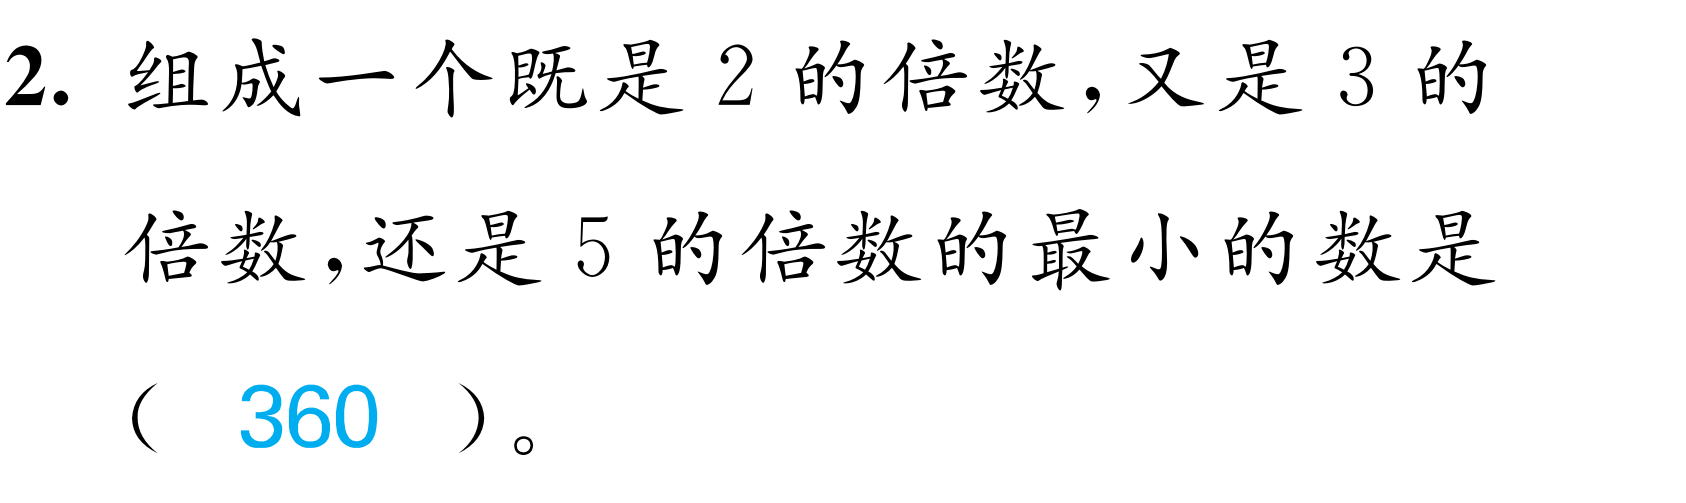 2. 组成一个既是 2 的倍数,又是 3 的
倍数,还是 5 的倍数的最小的数是
( 360 )。